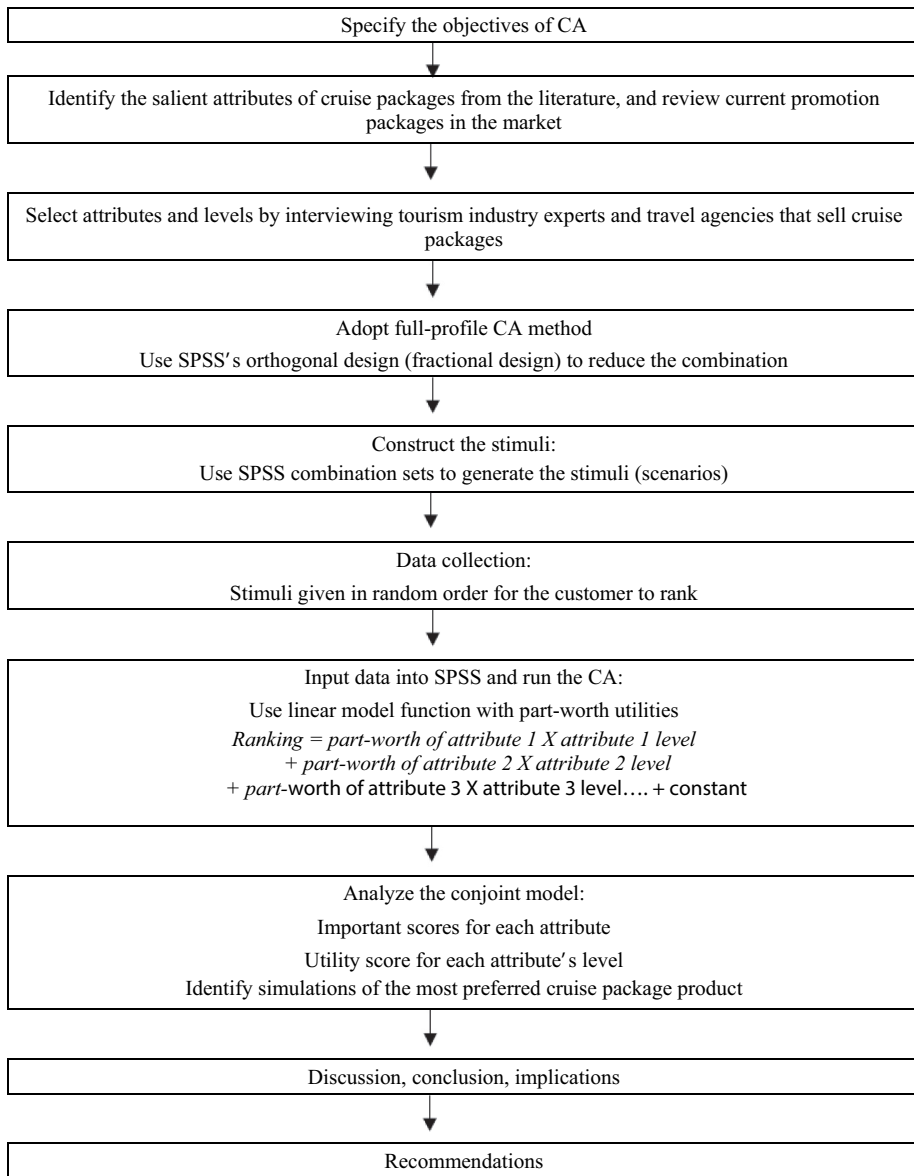 Specify the objectives of CA
Identify the salient attributes of cruise packages from the literature, and review current promotion
packages in the market
Select attributes and levels by interviewing tourism industry experts and travel agencies that sell cruise
packages
Adopt full-profile CA method
Use SPSS′s orthogonal design (fractional design) to reduce the combination
Construct the stimuli:
Use SPSS combination sets to generate the stimuli (scenarios)
Data collection:
Stimuli given in random order for the customer to rank
Input data into SPSS and run the CA:
Use linear model function with part-worth utilities
Ranking = part-worth of attribute 1 X attribute 1 level
+ part-worth of attribute 2 X attribute 2 level
+ part-worth of attribute 3 X attribute 3 level…. + constant
Analyze the conjoint model:
Important scores for each attribute
Utility score for each attribute′s level
Identify simulations of the most preferred cruise package product
Discussion, conclusion, implications
Recommendations